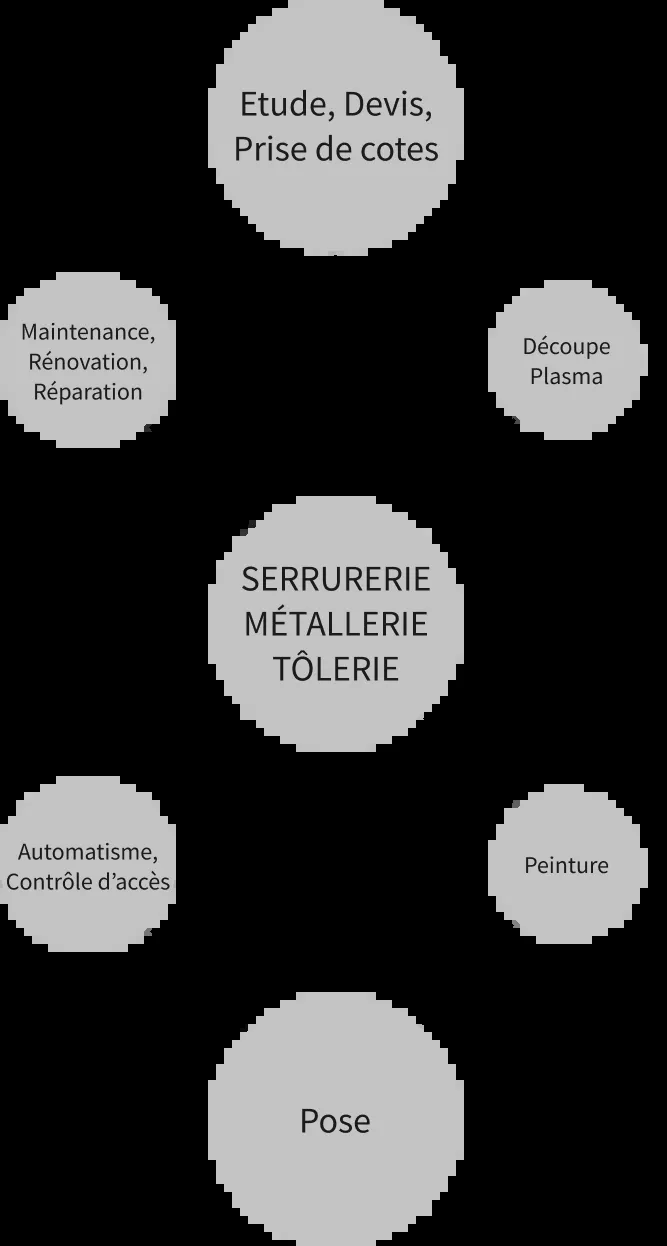 Etude, Devis,
Prise de cotes
Maintenance,
Rénovation,
Réparation
Découpe
Plasma
SERRURERIE
MÉTALLERIE
TÔLERIE
Automatisme,
Contrôle d’accès
Peinture
Pose